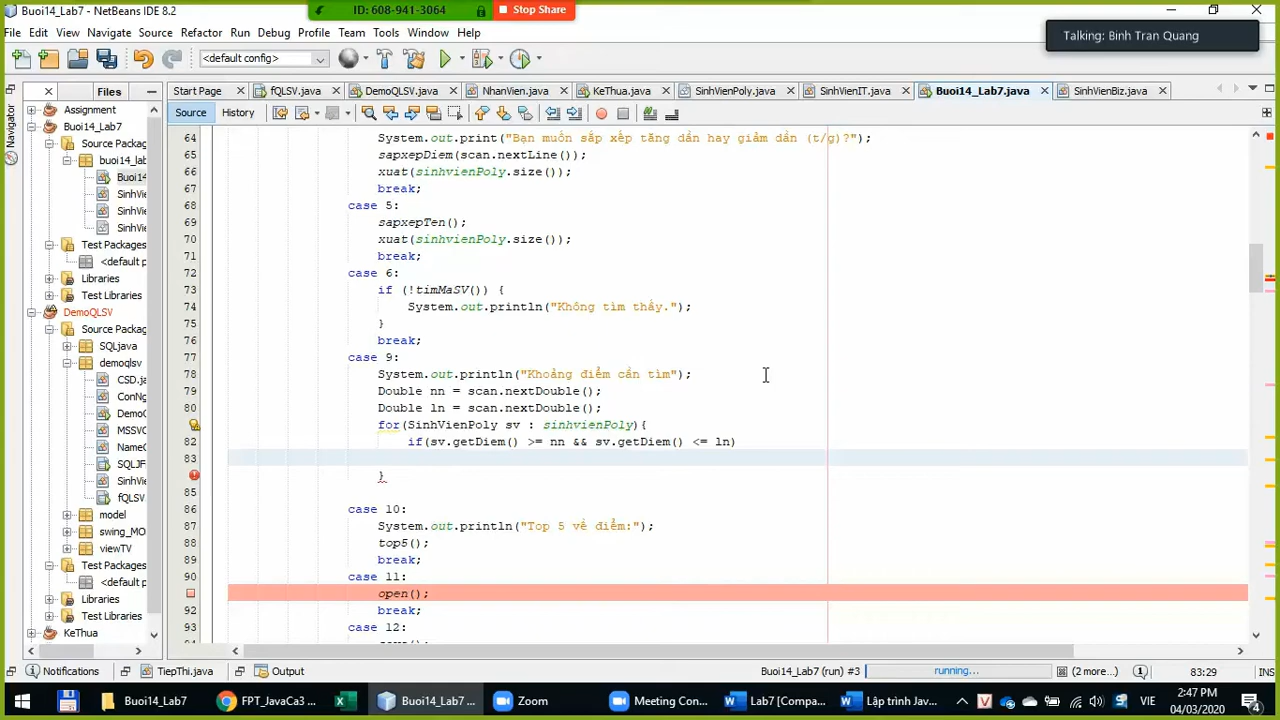 Buoi14_Lab7 - NetBeans IDE 8.2
ID: 608-941-3064
Stop Share
Talking: Binh Tran Quang
File Edit View Navigate Source Refactor Run Debug Profile Team Tools Window Help
<default config>
Files
Start Page
fQLSV.java
DemoQLSV.java
NhanVien.java
KeThua.java
SinhVienPoly.java
SinhVienIT.java
Buoi14_Lab7.java
SinhVienBiz.java
Source
History
Navigator
Assignment
Buoi14_Lab7
Source Packag
buoi14_lab
Buoi14
SinhVie
SinhVie
SinhVie
Test Packages
<default p
Libraries
Test Libraries
DemoQLSV
Source Packag
SQLjava
demoqlsv
CSD.ja
ConNg
DemoQ
MSSVC
NameC
SQLJF
SinhVie
fQLSV
model
swing_MO
viewTV
Test Packages
<default p
Libraries
Test Libraries
KeThua
64 System.out.print("Bạn muốn sắp xếp tăng dần hay giảm dần (t/g)?");
65 sapxepDiem(scan.nextLine());
66 xuat(sinhvienPoly.size());
67 break;
68 case 5:
69 sapxepTen();
70 xuat(sinhvienPoly.size());
71 break;
72 case 6:
73 if (!timMaSV()) {
74 System.out.println("Không tìm thấy.");
75 }
76 break;
77 case 9:
78 System.out.println("Khoảng điểm cần tìm");
79 Double nn = scan.nextDouble();
80 Double ln = scan.nextDouble();
for(SinhVienPoly sv : sinhvienPoly){
82 if(sv.getDiem() >= nn && sv.getDiem() <= ln)
83
}
85
86 case 10:
87 System.out.println("Top 5 về điểm:");
88 top5();
89 break;
90 case 11:
open();
92 break;
93 case 12:
Notifications
TiepThi.java
Output
Buoi14_Lab7 (run) #3
running...
(2 more...)
83:29
INS
Buoi14_Lab7
FPT_JavaCa3 ...
Buoi14_Lab7 ...
Zoom
Meeting Con...
Lab7 [Compa...
Lập trình Jav...
VIE
2:47 PM
04/03/2020
4